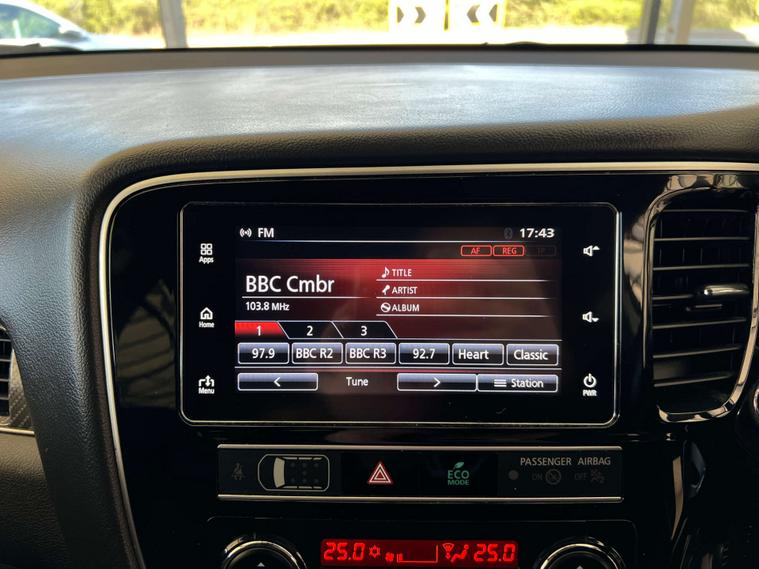 FM 17:43
AF REG TP
Apps
BBC Cmbr
103.8 MHz
TITLE
ARTIST
ALBUM
Home
1 2 3
97.9 BBC R2 BBC R3 92.7 Heart Classic
Menu
< Tune > Station
PWR
PASSENGER AIRBAG
ECO
MODE
ON OFF
25.0 25.0